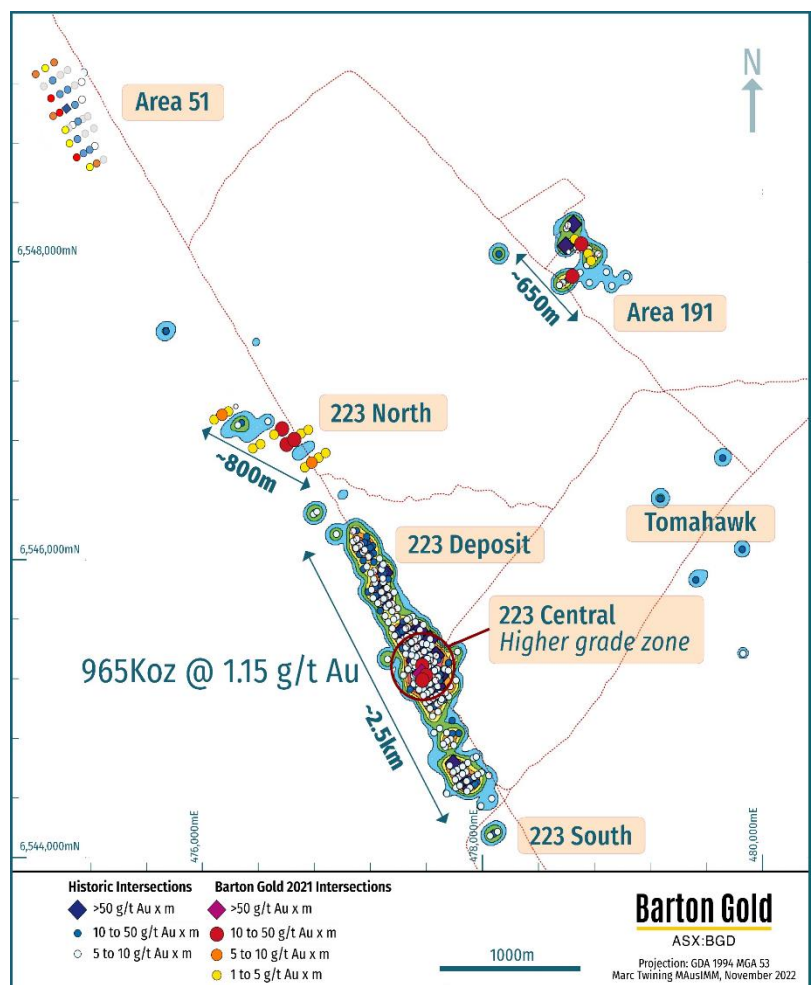 Area 51
N
6,548,000mN
~650m
Area 191
223 North
~800m
Tomahawk
223 Deposit
6,546,000mN
223 Central
Higher grade zone
965Koz @ 1.15 g/t Au
~2.5km
476,000mE
478,000mE
480,000mE
223 South
6,544,000mN
Historic Intersections
>50 g/t Au x m
10 to 50 g/t Au x m
5 to 10 g/t Au x m
Barton Gold 2021 Intersections
>50 g/t Au x m
10 to 50 g/t Au x m
5 to 10 g/t Au x m
1 to 5 g/t Au x m
1000m
Barton Gold
ASX:BGD
Projection: GDA 1994 MGA 53
Marc Twining MAusIMM, November 2022